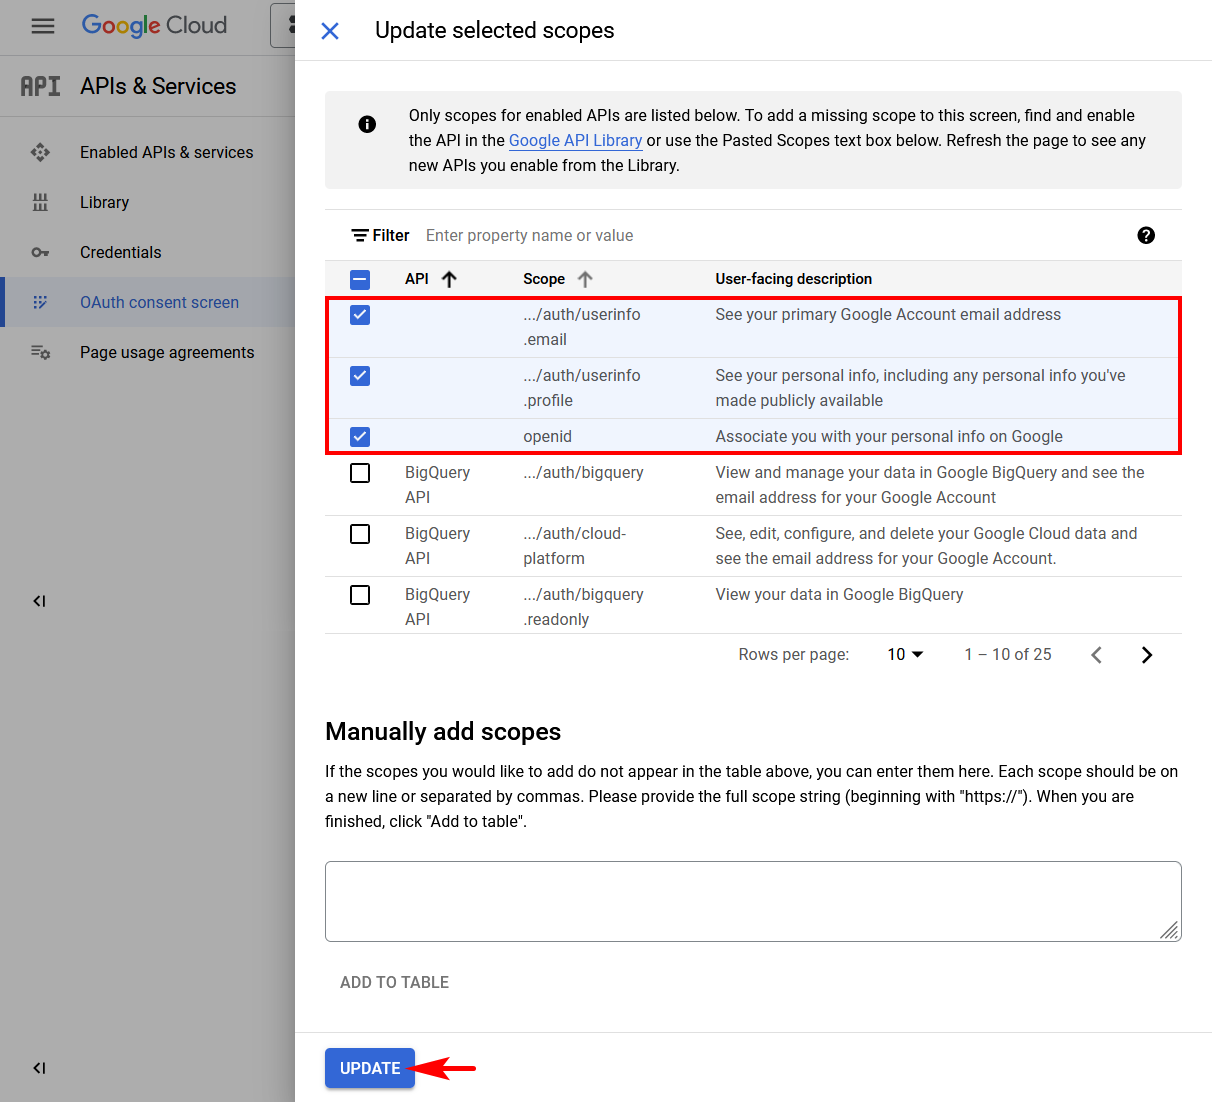 Google Cloud
API APIs & Services
Enabled APIs & services
Library
Credentials
OAuth consent screen
Page usage agreements
Update selected scopes
Only scopes for enabled APIs are listed below. To add a missing scope to this screen, find and enable
the API in the Google API Library or use the Pasted Scopes text box below. Refresh the page to see any
new APIs you enable from the Library.
Filter Enter property name or value
API Scope User-facing description
.../auth/userinfo See your primary Google Account email address
.email
.../auth/userinfo See your personal info, including any personal info you've
.profile made publicly available
openid Associate you with your personal info on Google
BigQuery .../auth/bigquery View and manage your data in Google BigQuery and see the
API email address for your Google Account
BigQuery .../auth/cloud- See, edit, configure, and delete your Google Cloud data and
API platform see the email address for your Google Account.
BigQuery .../auth/bigquery View your data in Google BigQuery
API .readonly
Rows per page: 10 1 – 10 of 25
Manually add scopes
If the scopes you would like to add do not appear in the table above, you can enter them here. Each scope should be on
a new line or separated by commas. Please provide the full scope string (beginning with "https://"). When you are
finished, click "Add to table".
ADD TO TABLE
UPDATE